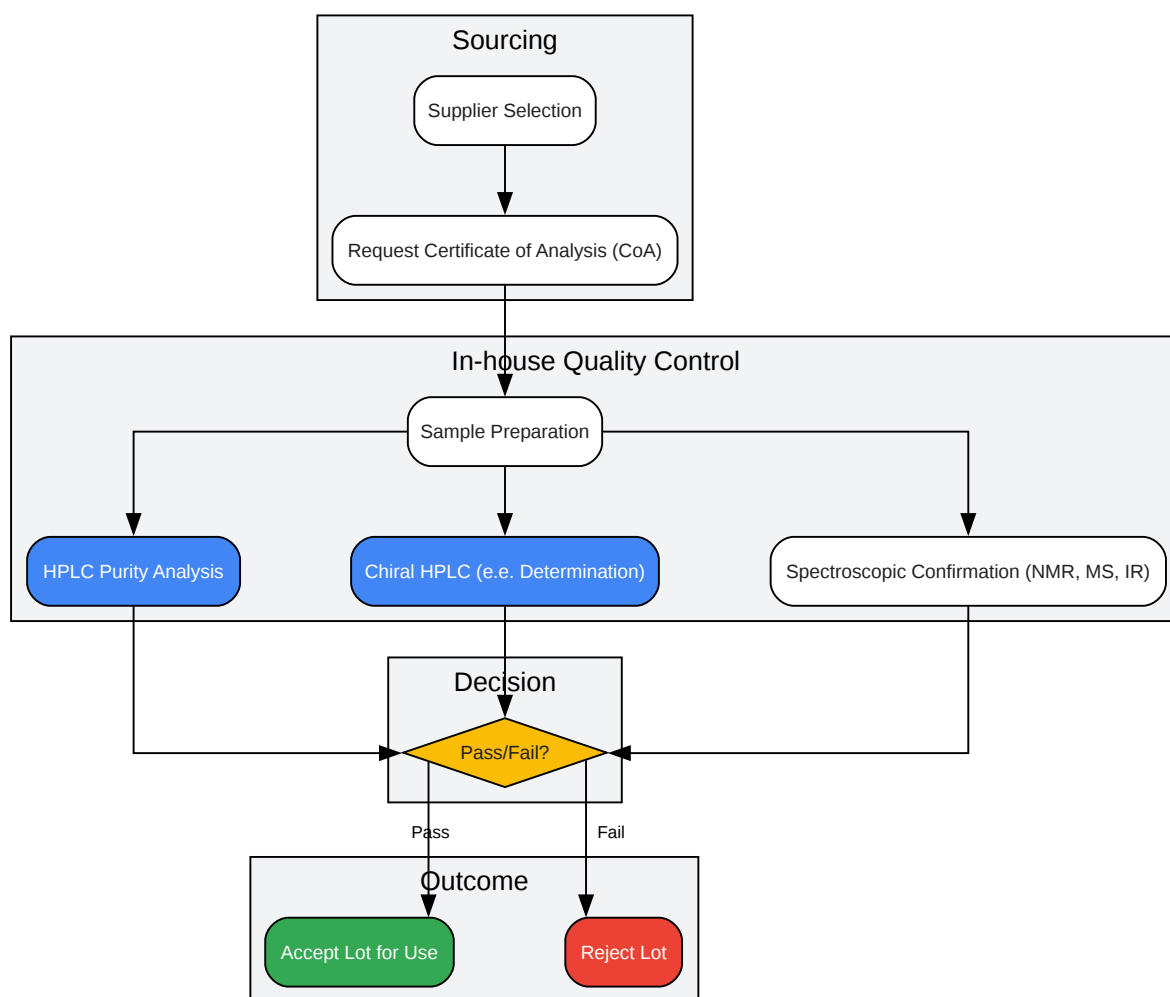 Sourcing
Supplier Selection
Request Certificate of Analysis (CoA)
In-house Quality Control
Sample Preparation
HPLC Purity Analysis
Chiral HPLC (e.e. Determination)
Spectroscopic Confirmation (NMR, MS, IR)
Decision
Pass/Fail?
Pass
Fail
Outcome
Accept Lot for Use
Reject Lot